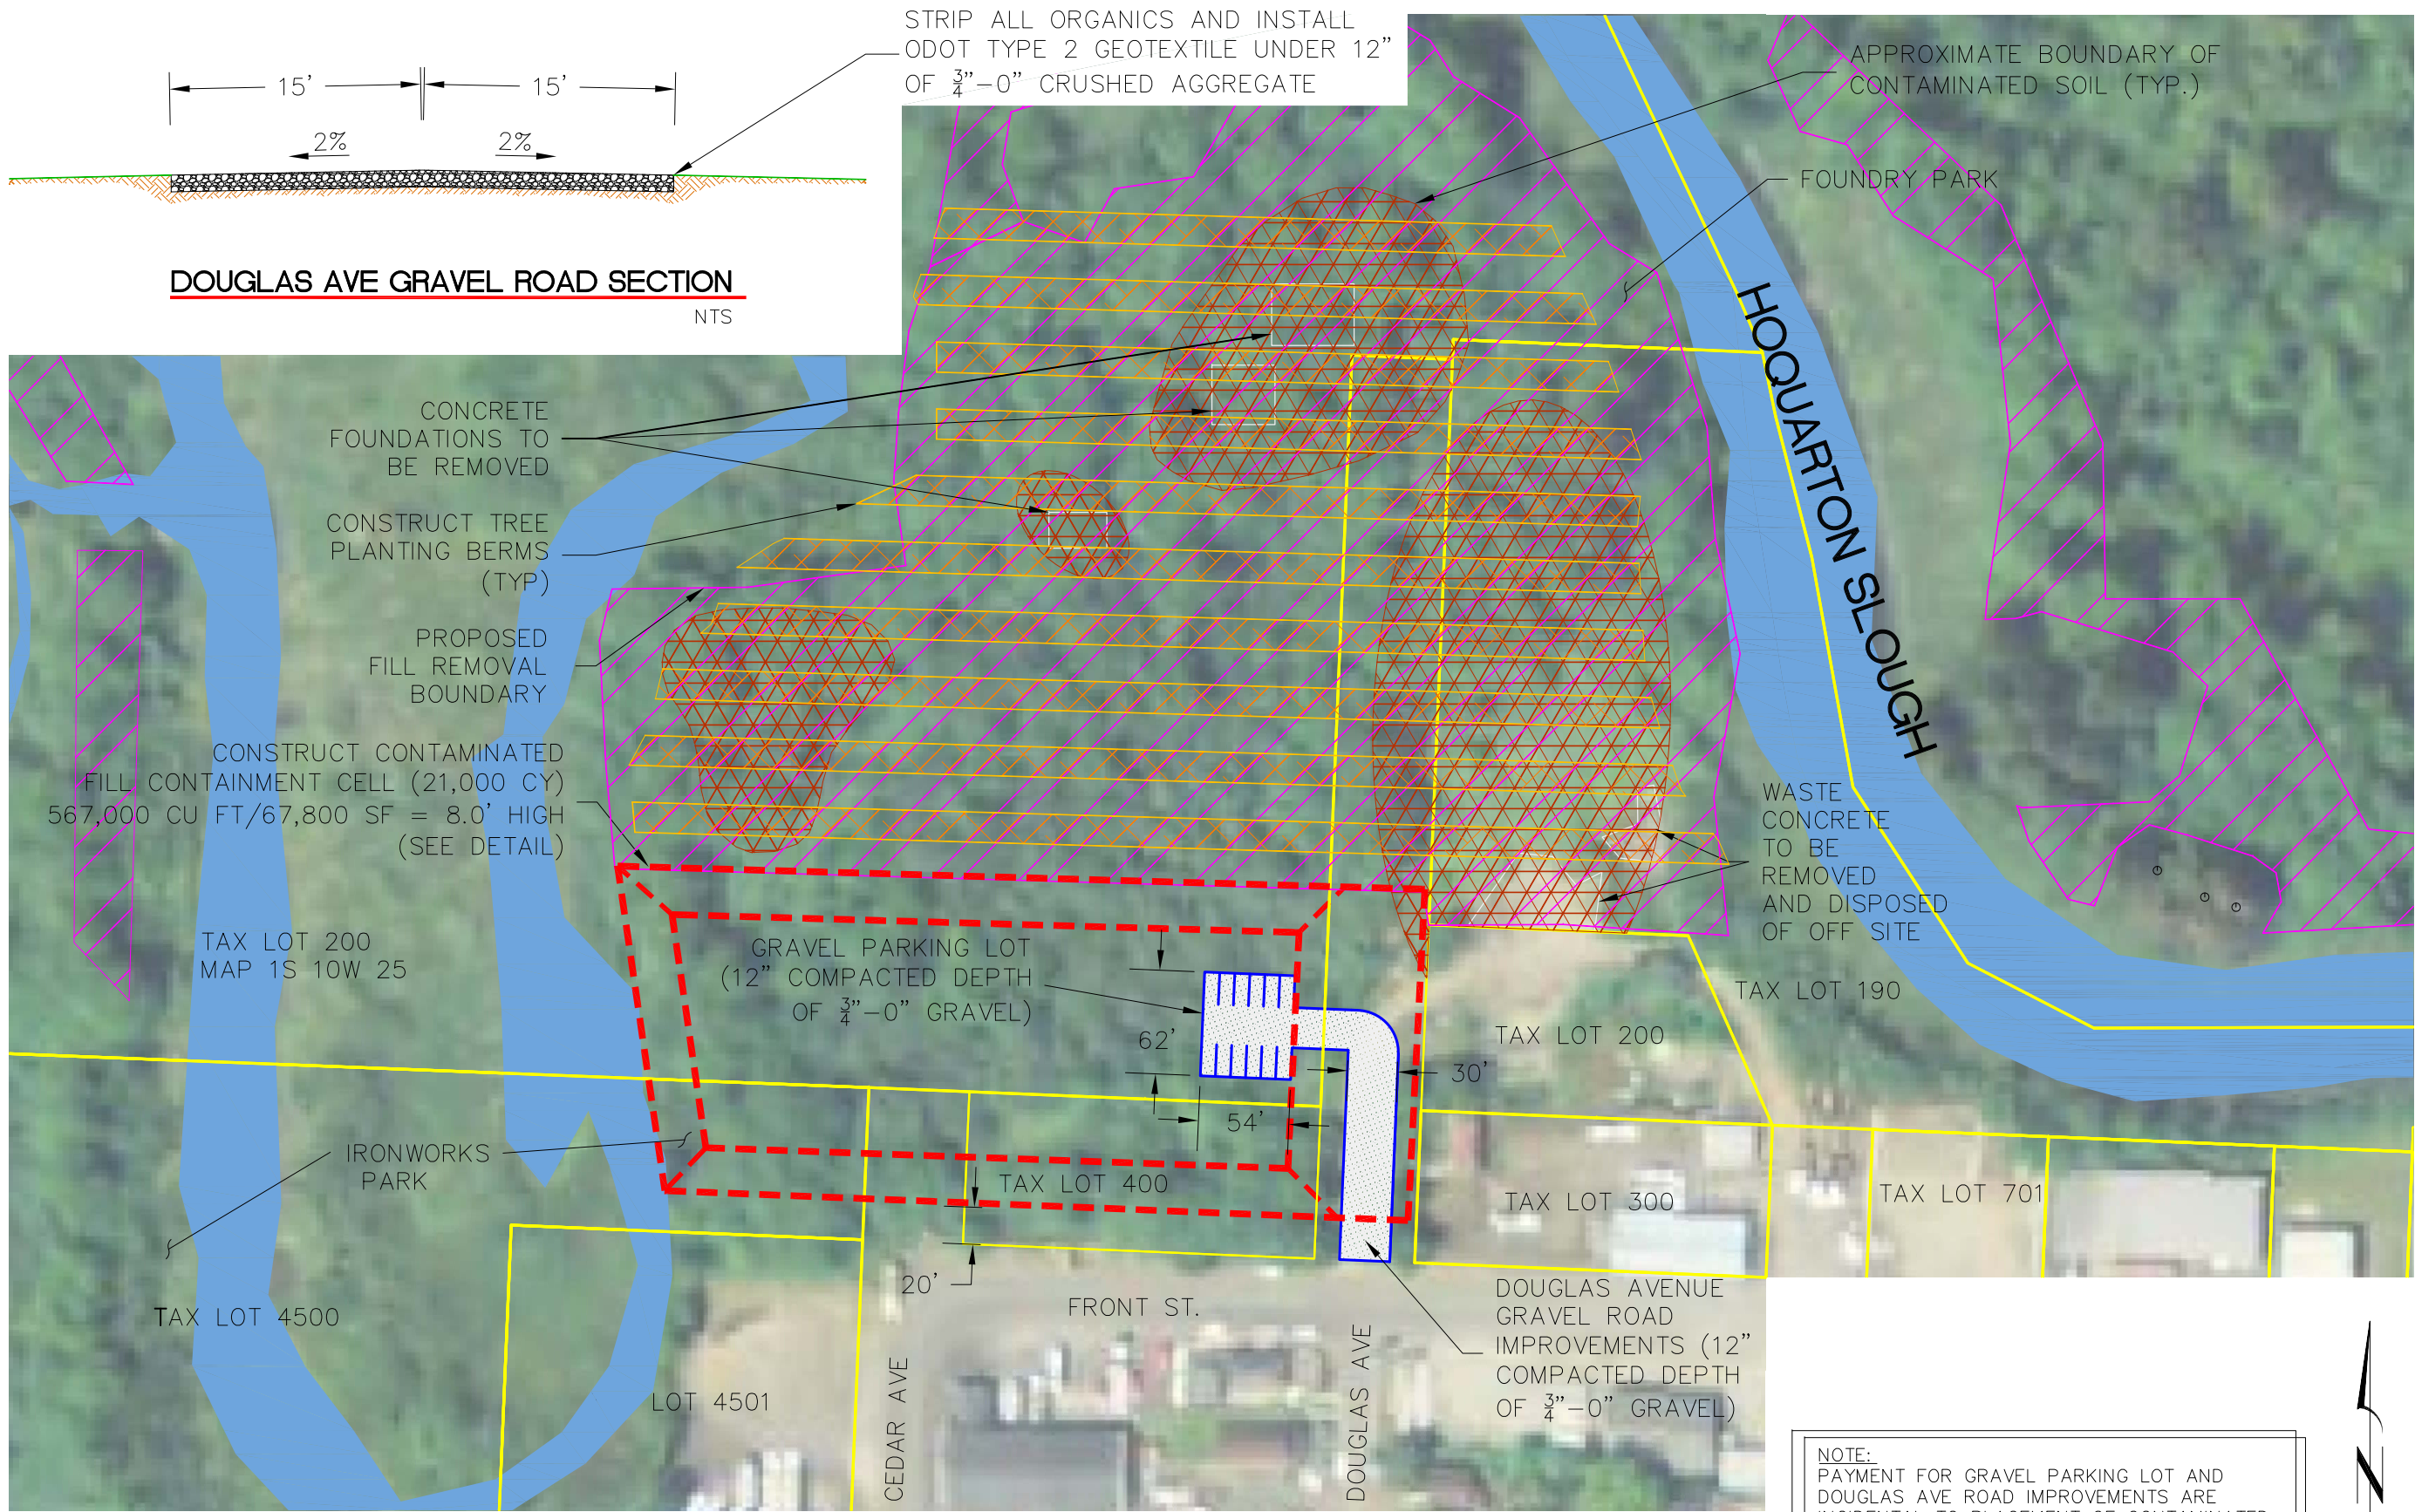 STRIP ALL ORGANICS AND INSTALL
ODOT TYPE 2 GEOTEXTILE UNDER 12"
OF 3/4"-0" CRUSHED AGGREGATE
15'
15'
2%
2%
DOUGLAS AVE GRAVEL ROAD SECTION
NTS
APPROXIMATE BOUNDARY OF
CONTAMINATED SOIL (TYP.)
FOUNDRY PARK
HOQUARTON SLOUGH
CONCRETE
FOUNDATIONS TO
BE REMOVED
CONSTRUCT TREE
PLANTING BERMS
(TYP)
PROPOSED
FILL REMOVAL
BOUNDARY
CONSTRUCT CONTAMINATED
FILL CONTAINMENT CELL (21,000 CY)
567,000 CU FT/67,800 SF = 8.0' HIGH
(SEE DETAIL)
WASTE
CONCRETE
TO BE
REMOVED
AND DISPOSED
OF OFF SITE
TAX LOT 200
MAP 1S 10W 25
GRAVEL PARKING LOT
(12" COMPACTED DEPTH
OF 3/4"-0" GRAVEL)
62'
54'
30'
TAX LOT 190
TAX LOT 200
IRONWORKS
PARK
TAX LOT 400
TAX LOT 300
TAX LOT 701
20'
TAX LOT 4500
FRONT ST.
LOT 4501
CEDAR AVE
DOUGLAS AVE
DOUGLAS AVENUE
GRAVEL ROAD
IMPROVEMENTS (12"
COMPACTED DEPTH
OF 3/4"-0" GRAVEL)
NOTE:
PAYMENT FOR GRAVEL PARKING LOT AND
DOUGLAS AVE ROAD IMPROVEMENTS ARE
INCIDENTAL TO PLACEMENT OF CONTAMINATED
N